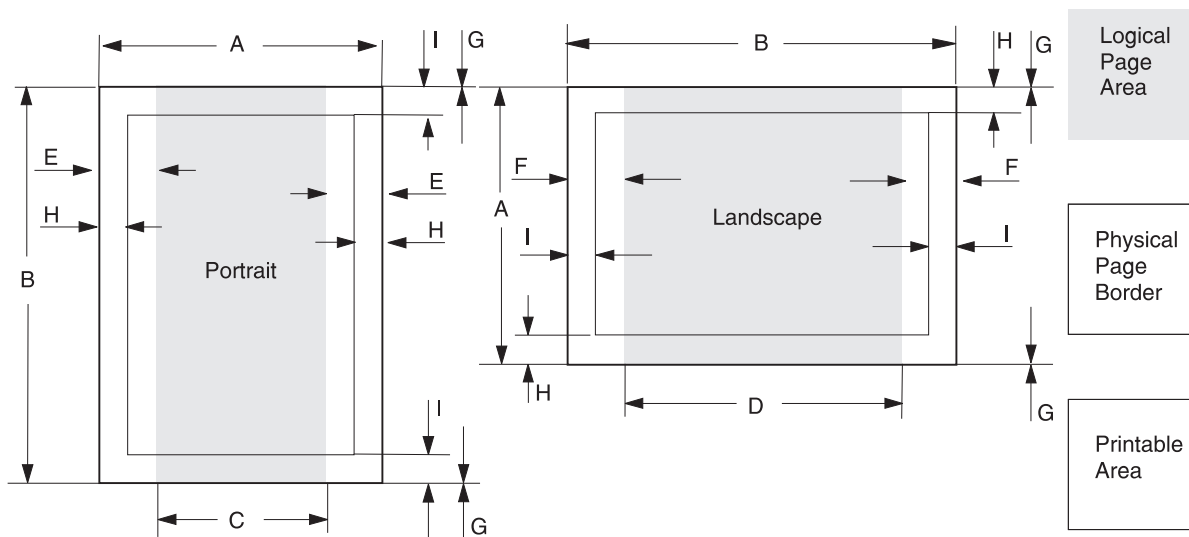 A
I
G
E
E
H
H
B
Portrait
I
C
G
B
H
G
F
F
A
Landscape
I
I
H
D
G
Logical
Page
Area
Physical
Page
Border
Printable
Area